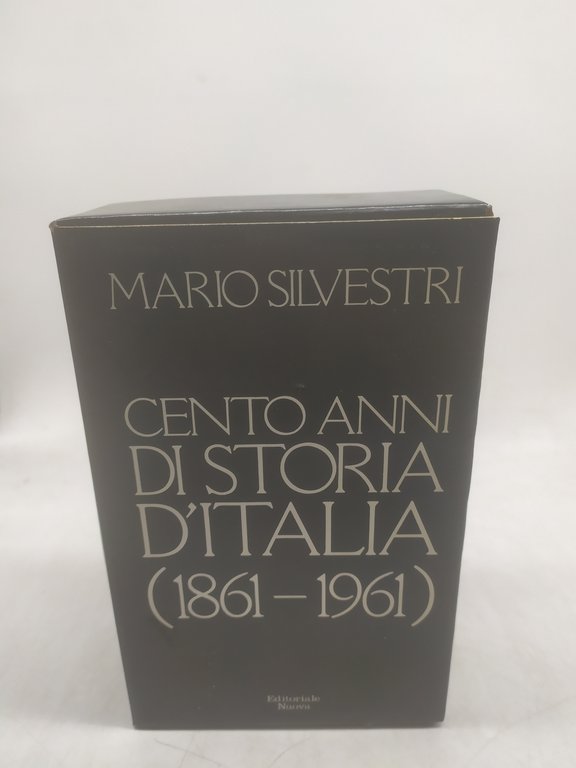 MARIO SILVESTRI
CENTO ANNI
DI STORIA
D'ITALIA
(1861–1961)
Editoriale
Nuova